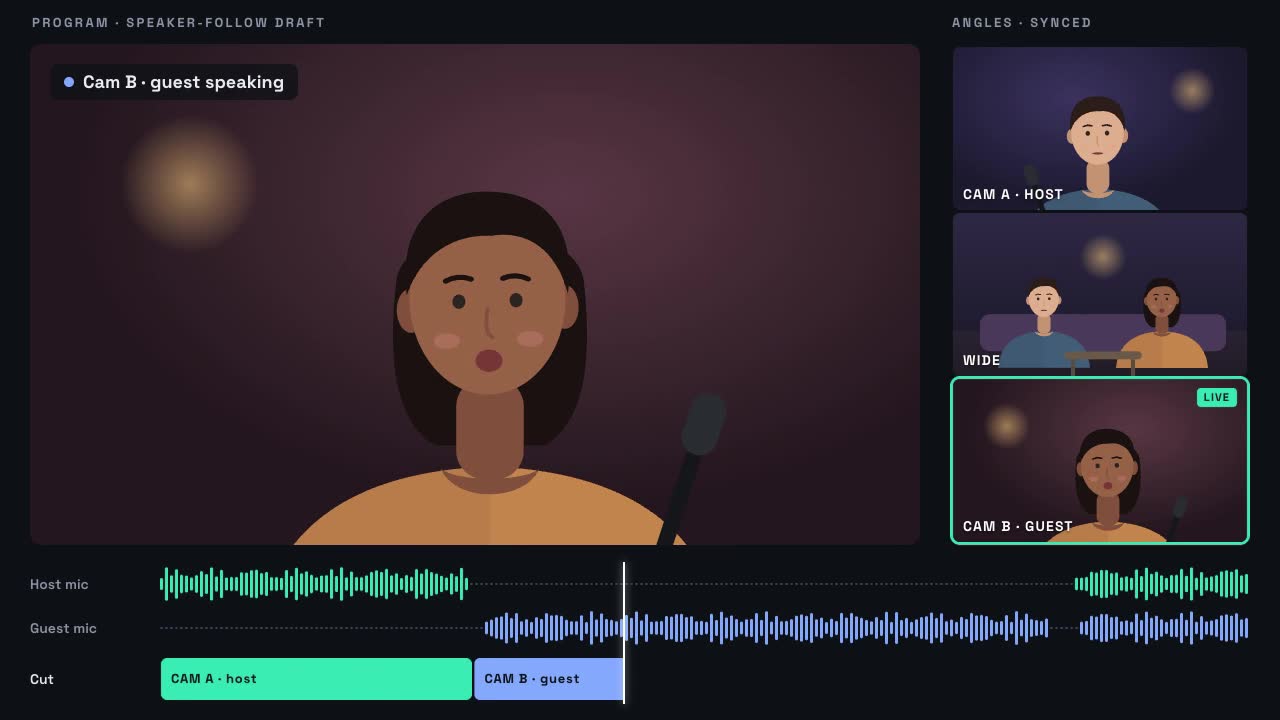 PROGRAM · SPEAKER-FOLLOW DRAFT
ANGLES · SYNCED
Cam B · guest speaking
CAM A · HOST
WIDE
LIVE
CAM B · GUEST
Host mic
Guest mic
Cut
CAM A · host
CAM B · guest